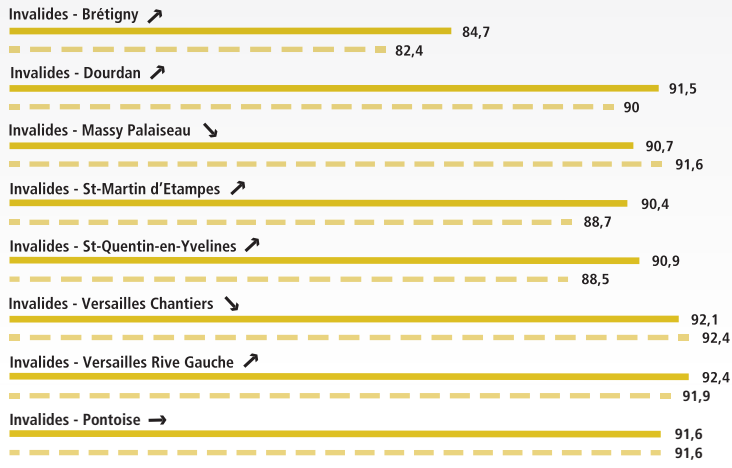 Invalides - Brétigny
84,7
82,4
Invalides - Dourdan
91,5
90
Invalides - Massy Palaiseau
90,7
91,6
Invalides - St-Martin d'Etampes
90,4
88,7
Invalides - St-Quentin-en-Yvelines
90,9
88,5
Invalides - Versailles Chantiers
92,1
92,4
Invalides - Versailles Rive Gauche
92,4
91,9
Invalides - Pontoise
91,6
91,6